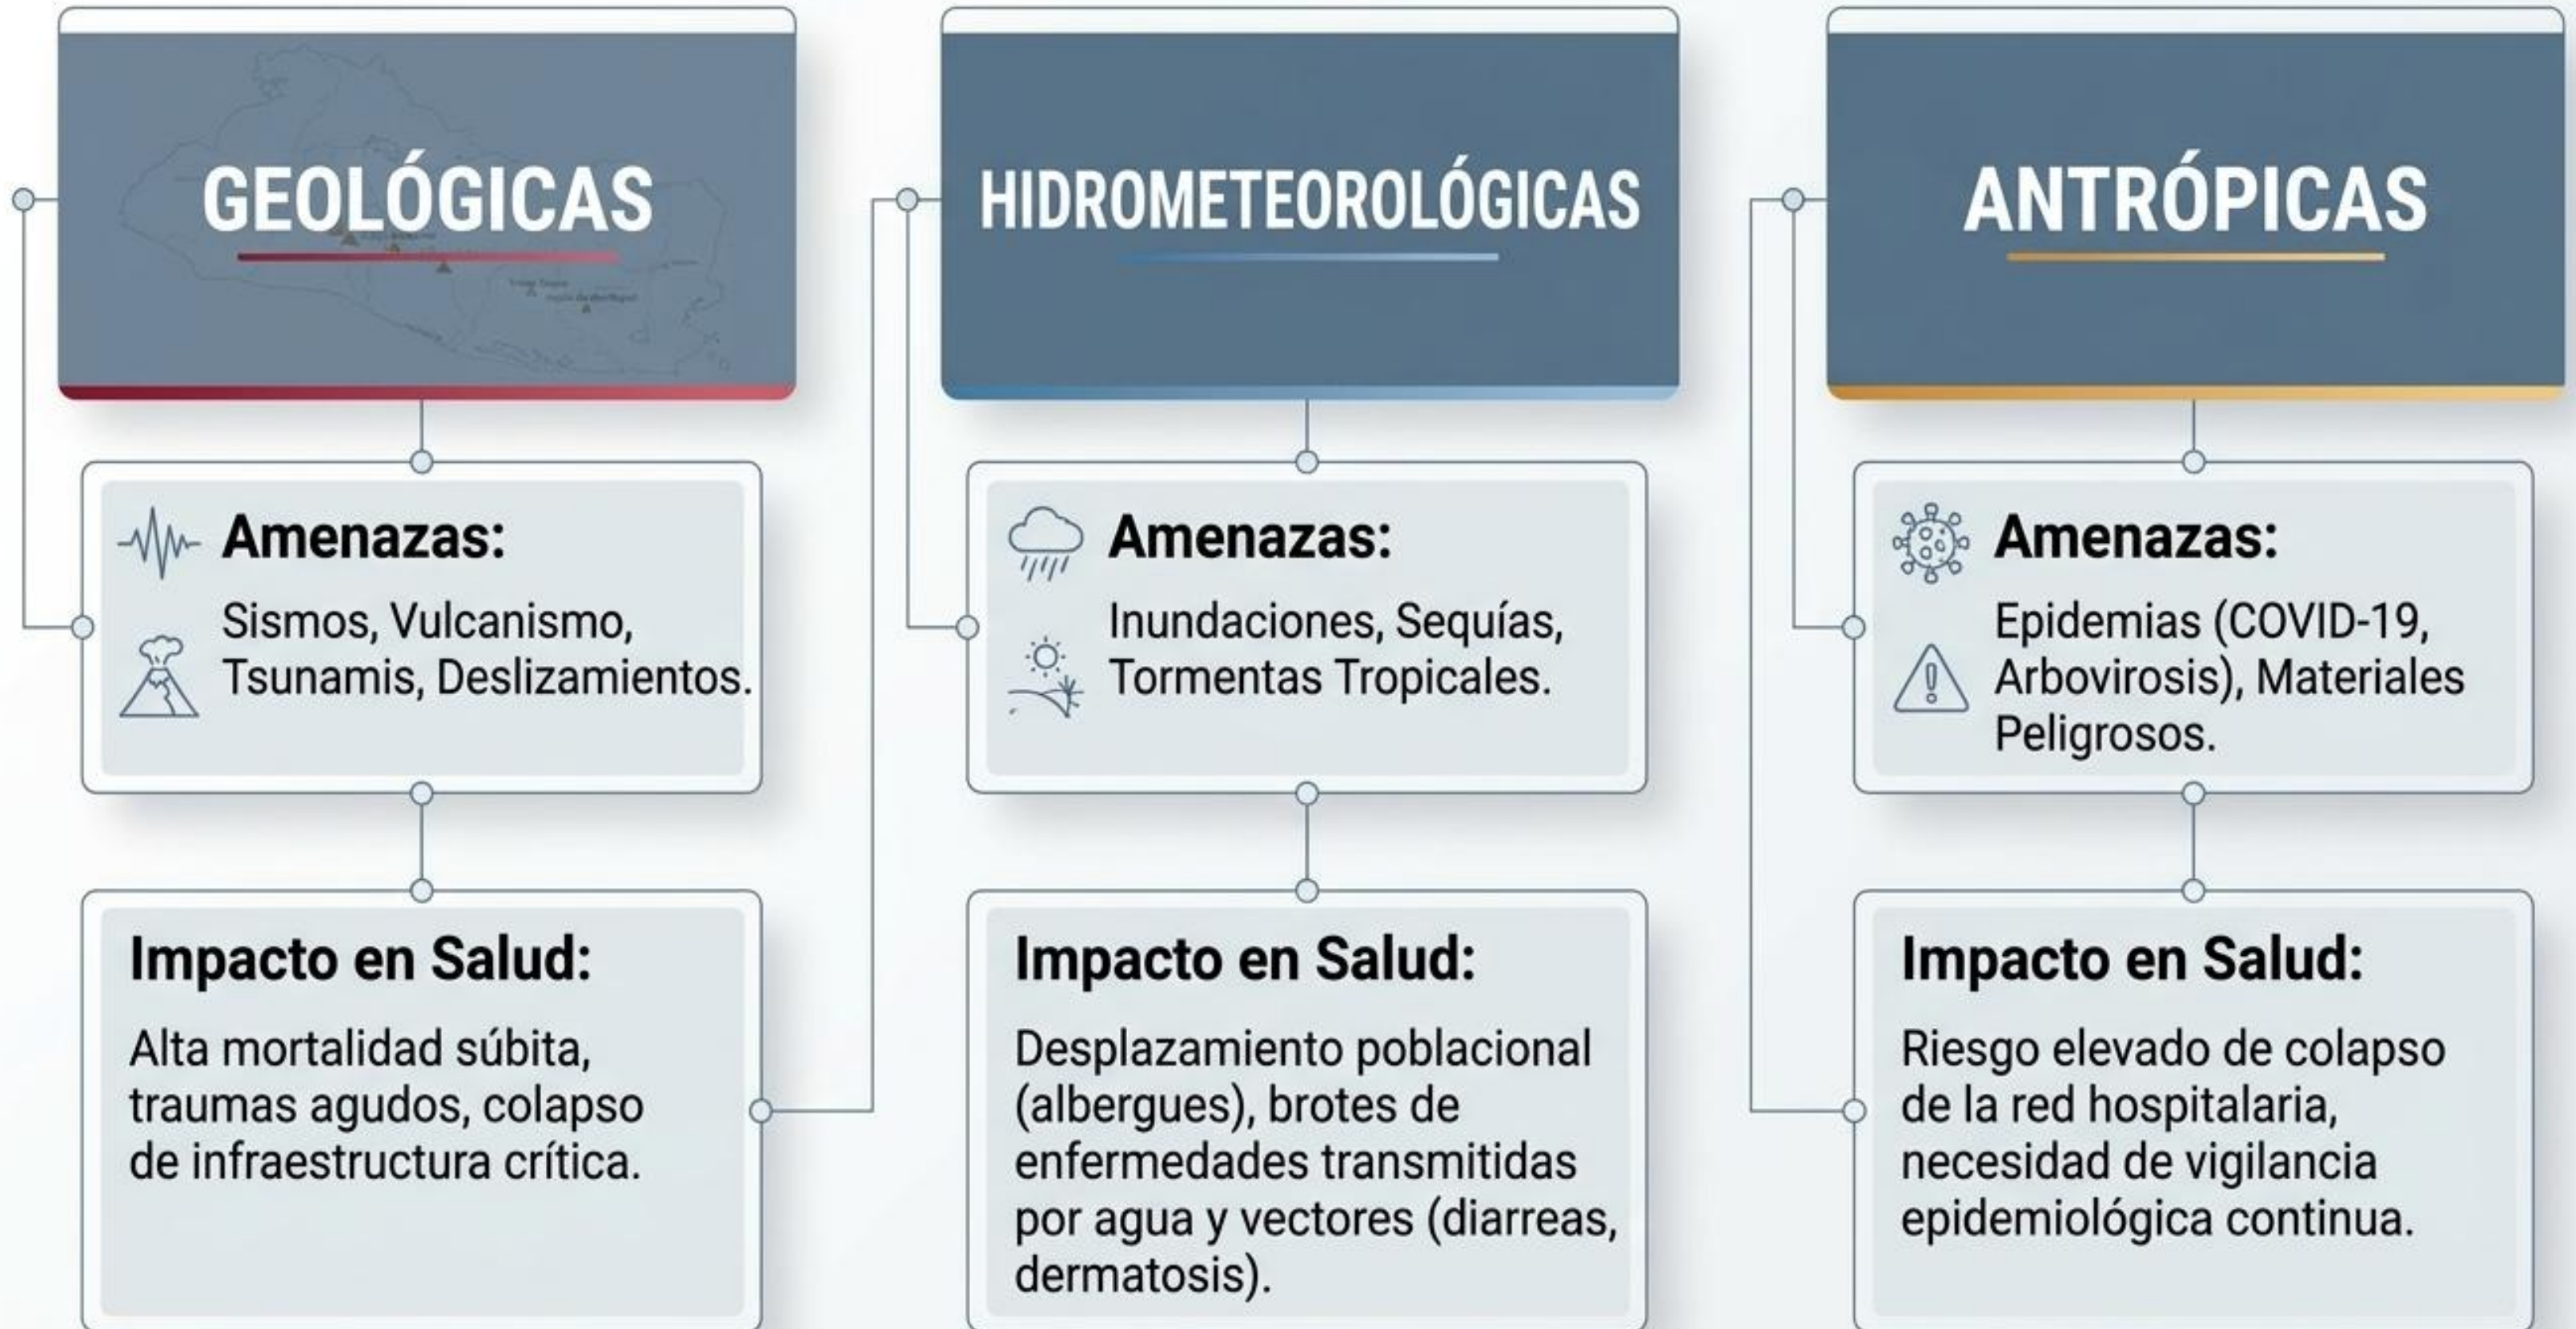 GEOLÓGICAS
Amenazas:
Sismos, Vulcanismo,
Tsunamis, Deslizamientos.
Impacto en Salud:
Alta mortalidad súbita,
traumas agudos, colapso
de infraestructura crítica.
HIDROMETEOROLÓGICAS
Amenazas:
Inundaciones, Sequías,
Tormentas Tropicales.
Impacto en Salud:
Desplazamiento poblacional
(albergues), brotes de
enfermedades transmitidas
por agua y vectores (diarreas,
dermatosis).
ANTRÓPICAS
Amenazas:
Epidemias (COVID-19,
Arbovirosis), Materiales
Peligrosos.
Impacto en Salud:
Riesgo elevado de colapso
de la red hospitalaria,
necesidad de vigilancia
epidemiológica continua.